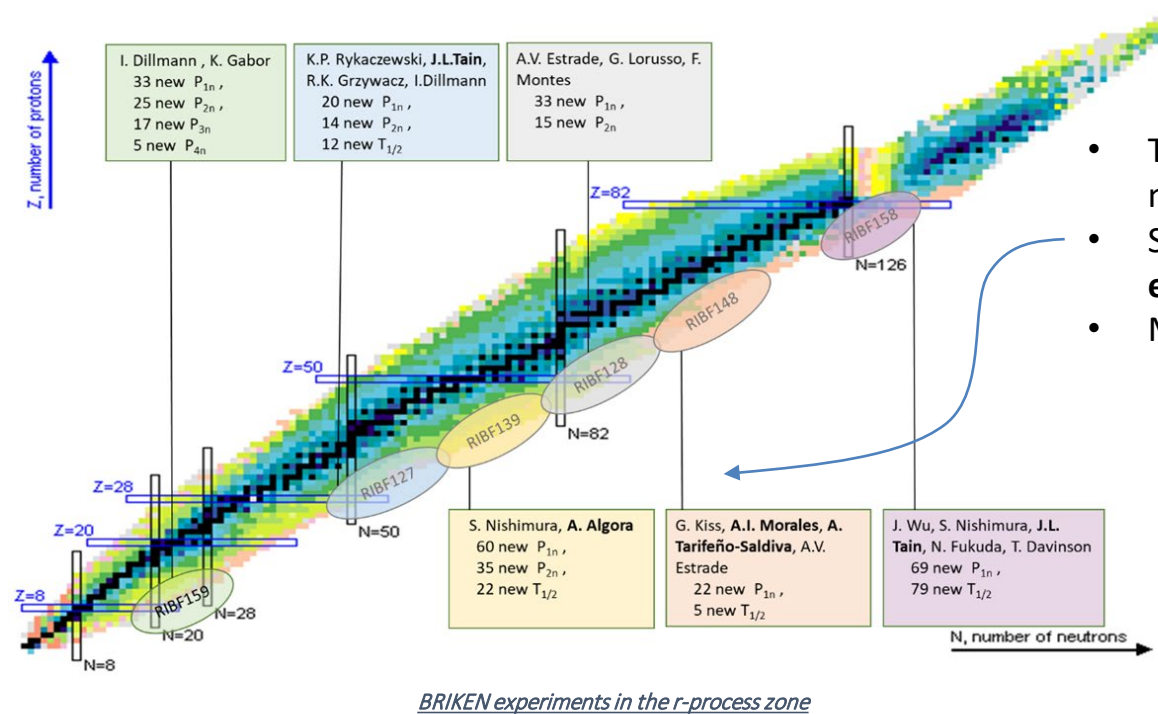 Z, number of protons
I. Dillmann , K. Gabor
33 new P1n ,
25 new P2n ,
17 new P3n
5 new P4n
K.P. Rykaczewski, J.L.Tain,
R.K. Grzywacz, I.Dillmann
20 new P1n ,
14 new P2n ,
12 new T1/2
A.V. Estrade, G. Lorusso, F.
Montes
33 new P1n ,
15 new P2n
Z=82
RIBF158
N=126
RIBF148
Z=50
RIBF128
N=82
RIBF139
RIBF127
Z=28
N=50
Z=20
RIBF159
N=28
Z=8
N=20
N=8
S. Nishimura, A. Algora
60 new P1n ,
35 new P2n ,
22 new T1/2
G. Kiss, A.I. Morales, A.
Tarifeño-Saldiva, A.V.
Estrade
22 new P1n ,
5 new T1/2
J. Wu, S. Nishimura, J.L.
Tain, N. Fukuda, T. Davinson
69 new P1n ,
79 new T1/2
N, number of neutrons
BRIKEN experiments in the r-process zone